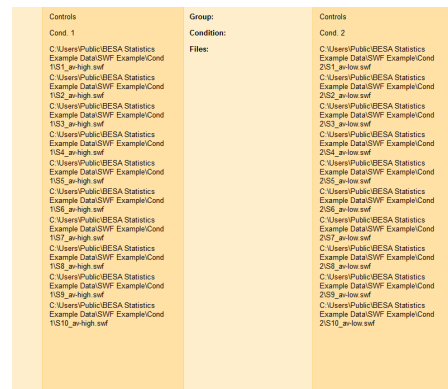 Controls Group: Controls
Cond. 1 Condition: Cond. 2
Files:
C:\Users\Public\BESA Statistics
Example Data\SWF Example\Cond
1\S1_av-high.swf
C:\Users\Public\BESA Statistics
Example Data\SWF Example\Cond
1\S2_av-high.swf
C:\Users\Public\BESA Statistics
Example Data\SWF Example\Cond
1\S3_av-high.swf
C:\Users\Public\BESA Statistics
Example Data\SWF Example\Cond
1\S4_av-high.swf
C:\Users\Public\BESA Statistics
Example Data\SWF Example\Cond
1\S5_av-high.swf
C:\Users\Public\BESA Statistics
Example Data\SWF Example\Cond
1\S6_av-high.swf
C:\Users\Public\BESA Statistics
Example Data\SWF Example\Cond
1\S7_av-high.swf
C:\Users\Public\BESA Statistics
Example Data\SWF Example\Cond
1\S8_av-high.swf
C:\Users\Public\BESA Statistics
Example Data\SWF Example\Cond
1\S9_av-high.swf
C:\Users\Public\BESA Statistics
Example Data\SWF Example\Cond
1\S10_av-high.swf
C:\Users\Public\BESA Statistics
Example Data\SWF Example\Cond
2\S1_av-low.swf
C:\Users\Public\BESA Statistics
Example Data\SWF Example\Cond
2\S2_av-low.swf
C:\Users\Public\BESA Statistics
Example Data\SWF Example\Cond
2\S3_av-low.swf
C:\Users\Public\BESA Statistics
Example Data\SWF Example\Cond
2\S4_av-low.swf
C:\Users\Public\BESA Statistics
Example Data\SWF Example\Cond
2\S5_av-low.swf
C:\Users\Public\BESA Statistics
Example Data\SWF Example\Cond
2\S6_av-low.swf
C:\Users\Public\BESA Statistics
Example Data\SWF Example\Cond
2\S7_av-low.swf
C:\Users\Public\BESA Statistics
Example Data\SWF Example\Cond
2\S8_av-low.swf
C:\Users\Public\BESA Statistics
Example Data\SWF Example\Cond
2\S9_av-low.swf
C:\Users\Public\BESA Statistics
Example Data\SWF Example\Cond
2\S10_av-low.swf